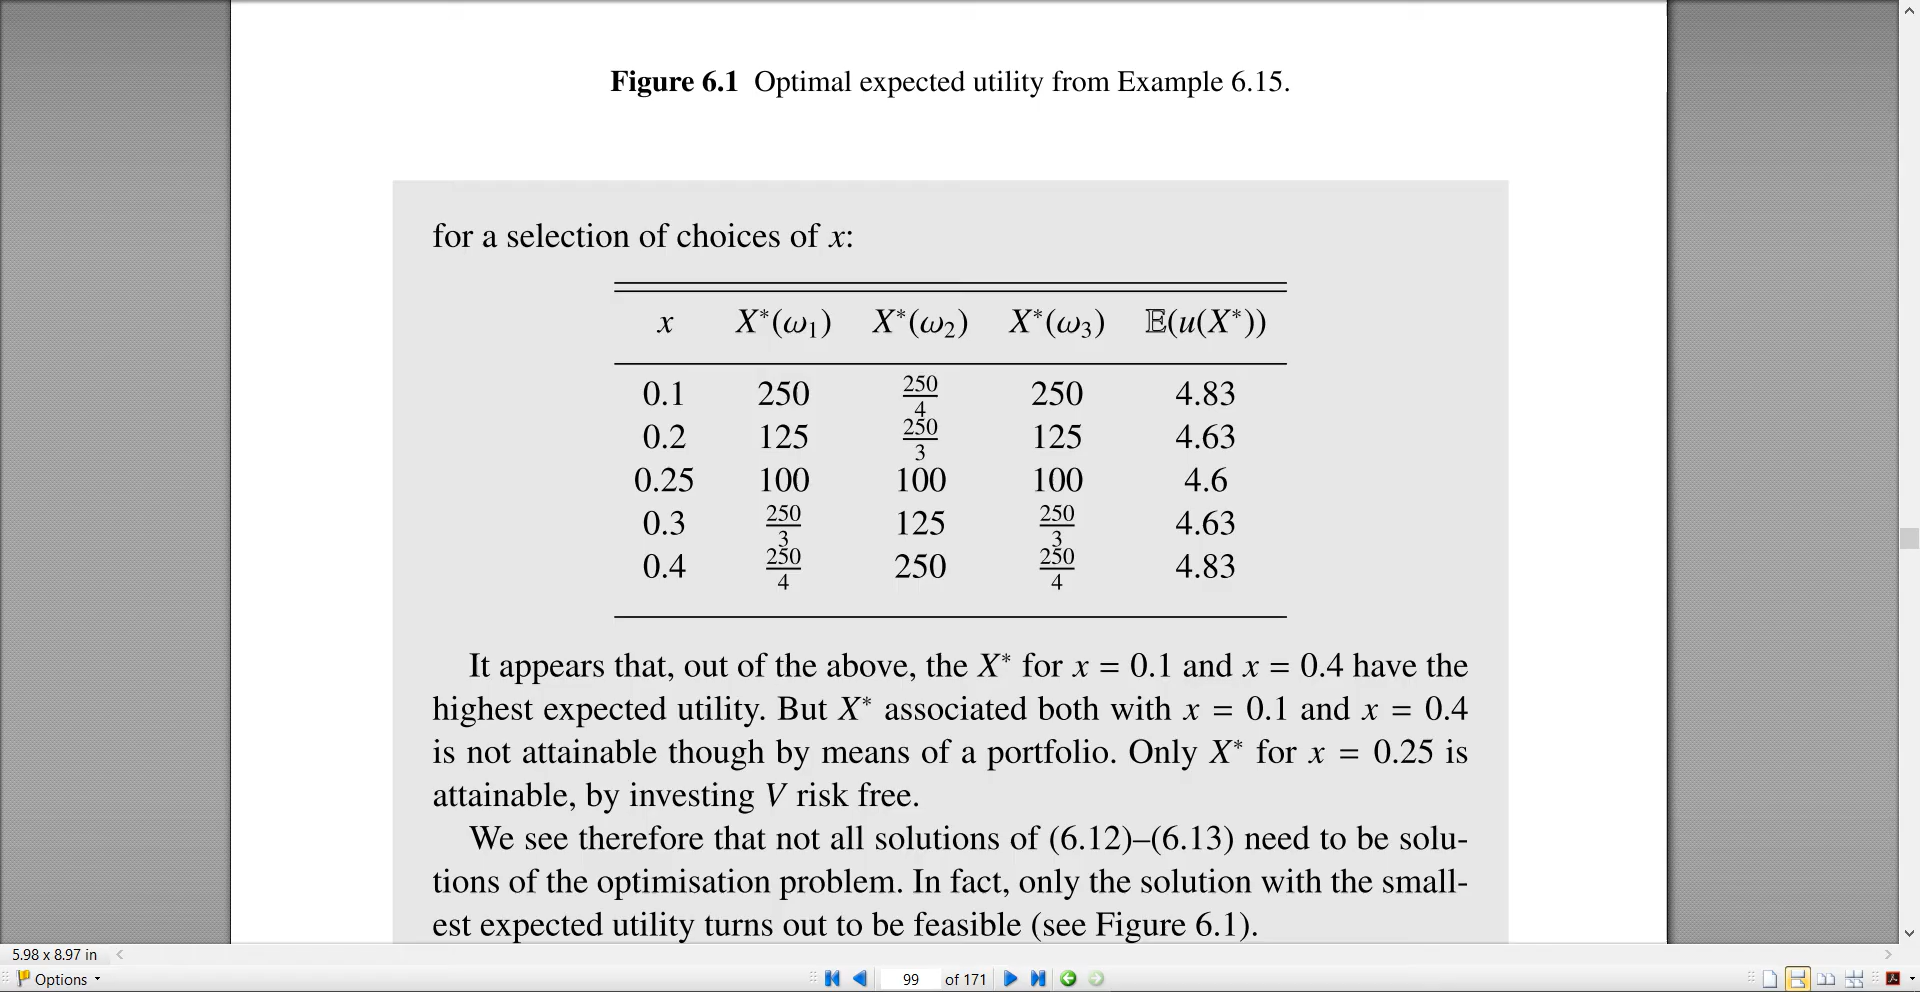 Figure 6.1 Optimal expected utility from Example 6.15.
for a selection of choices of x:
x X*(ω₁) X*(ω₂) X*(ω₃) 𝔼(u(X*))
0.1 250 250/4 250 4.83
0.2 125 250/3 125 4.63
0.25 100 100 100 4.6
0.3 250/3 125 250/3 4.63
0.4 250/4 250 250/4 4.83
It appears that, out of the above, the X* for x = 0.1 and x = 0.4 have the
highest expected utility. But X* associated both with x = 0.1 and x = 0.4
is not attainable though by means of a portfolio. Only X* for x = 0.25 is
attainable, by investing V risk free.
We see therefore that not all solutions of (6.12)–(6.13) need to be solu-
tions of the optimisation problem. In fact, only the solution with the small-
est expected utility turns out to be feasible (see Figure 6.1).
5.98 x 8.97 in
Options 99 of 171